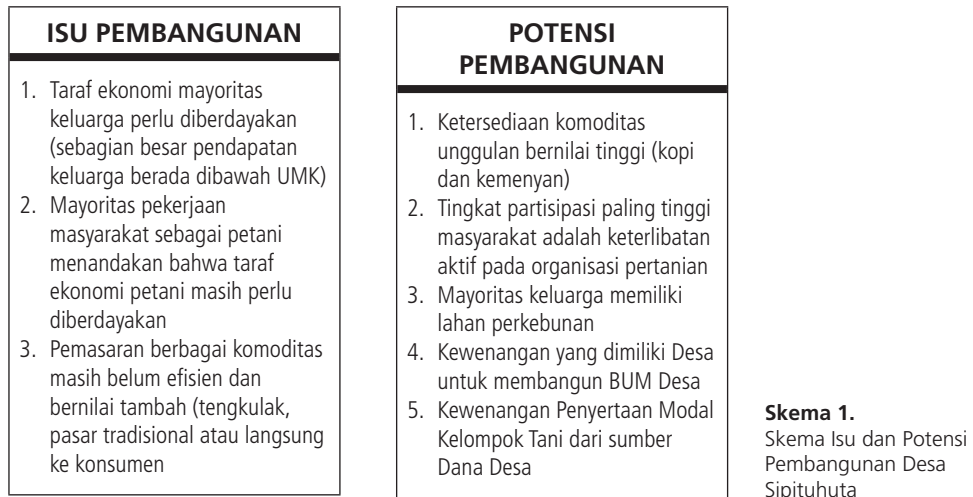 ISU PEMBANGUNAN
1. Taraf ekonomi mayoritas
keluarga perlu diberdayakan
(sebagian besar pendapatan
keluarga berada dibawah UMK)
2. Mayoritas pekerjaan
masyarakat sebagai petani
menandakan bahwa taraf
ekonomi petani masih perlu
diberdayakan
3. Pemasaran berbagai komoditas
masih belum efisien dan
bernilai tambah (tengkulak,
pasar tradisional atau langsung
ke konsumen
POTENSI
PEMBANGUNAN
1. Ketersediaan komoditas
unggulan bernilai tinggi (kopi
dan kemenyan)
2. Tingkat partisipasi paling tinggi
masyarakat adalah keterlibatan
aktif pada organisasi pertanian
3. Mayoritas keluarga memiliki
lahan perkebunan
4. Kewenangan yang dimiliki Desa
untuk membangun BUM Desa
5. Kewenangan Penyertaan Modal
Kelompok Tani dari sumber
Dana Desa
Skema 1.
Skema Isu dan Potensi
Pembangunan Desa
Sipituhuta